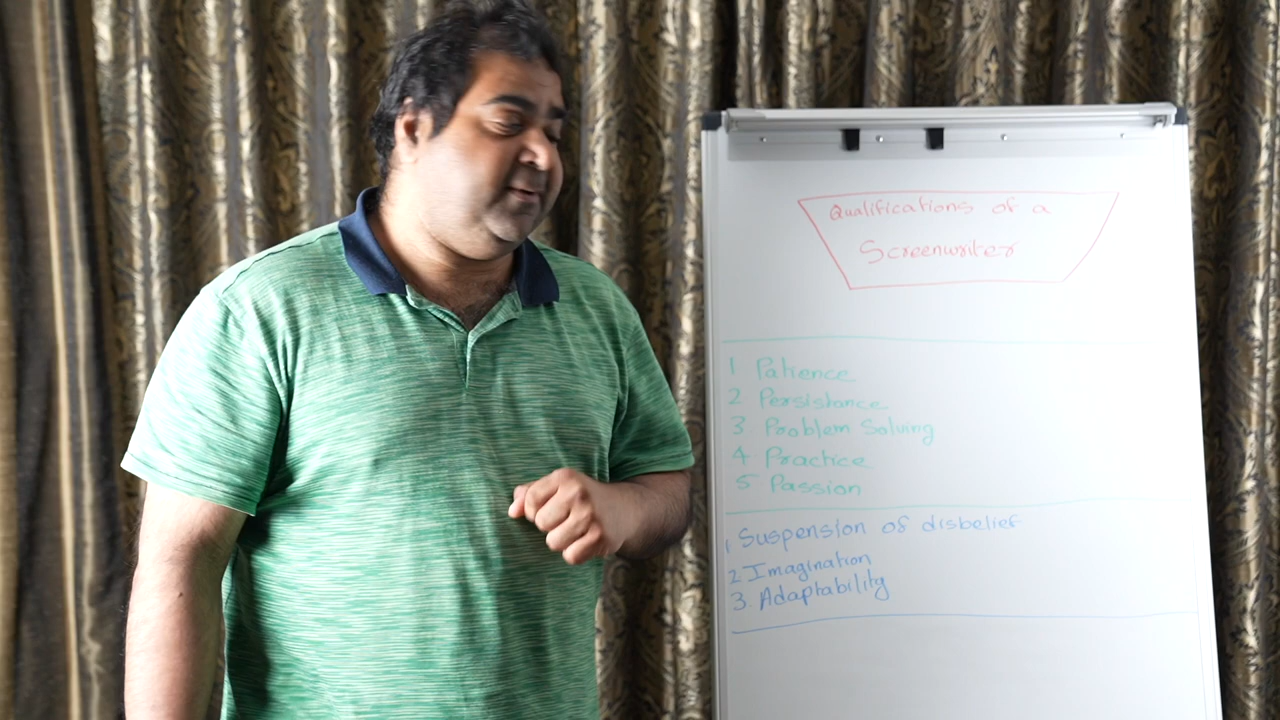 Qualifications of a
Screenwriter
1 Patience
2 Persistance
3 Problem Solving
4 Practice
5 Passion
1 Suspension of disbelief
2 Imagination
3. Adaptability